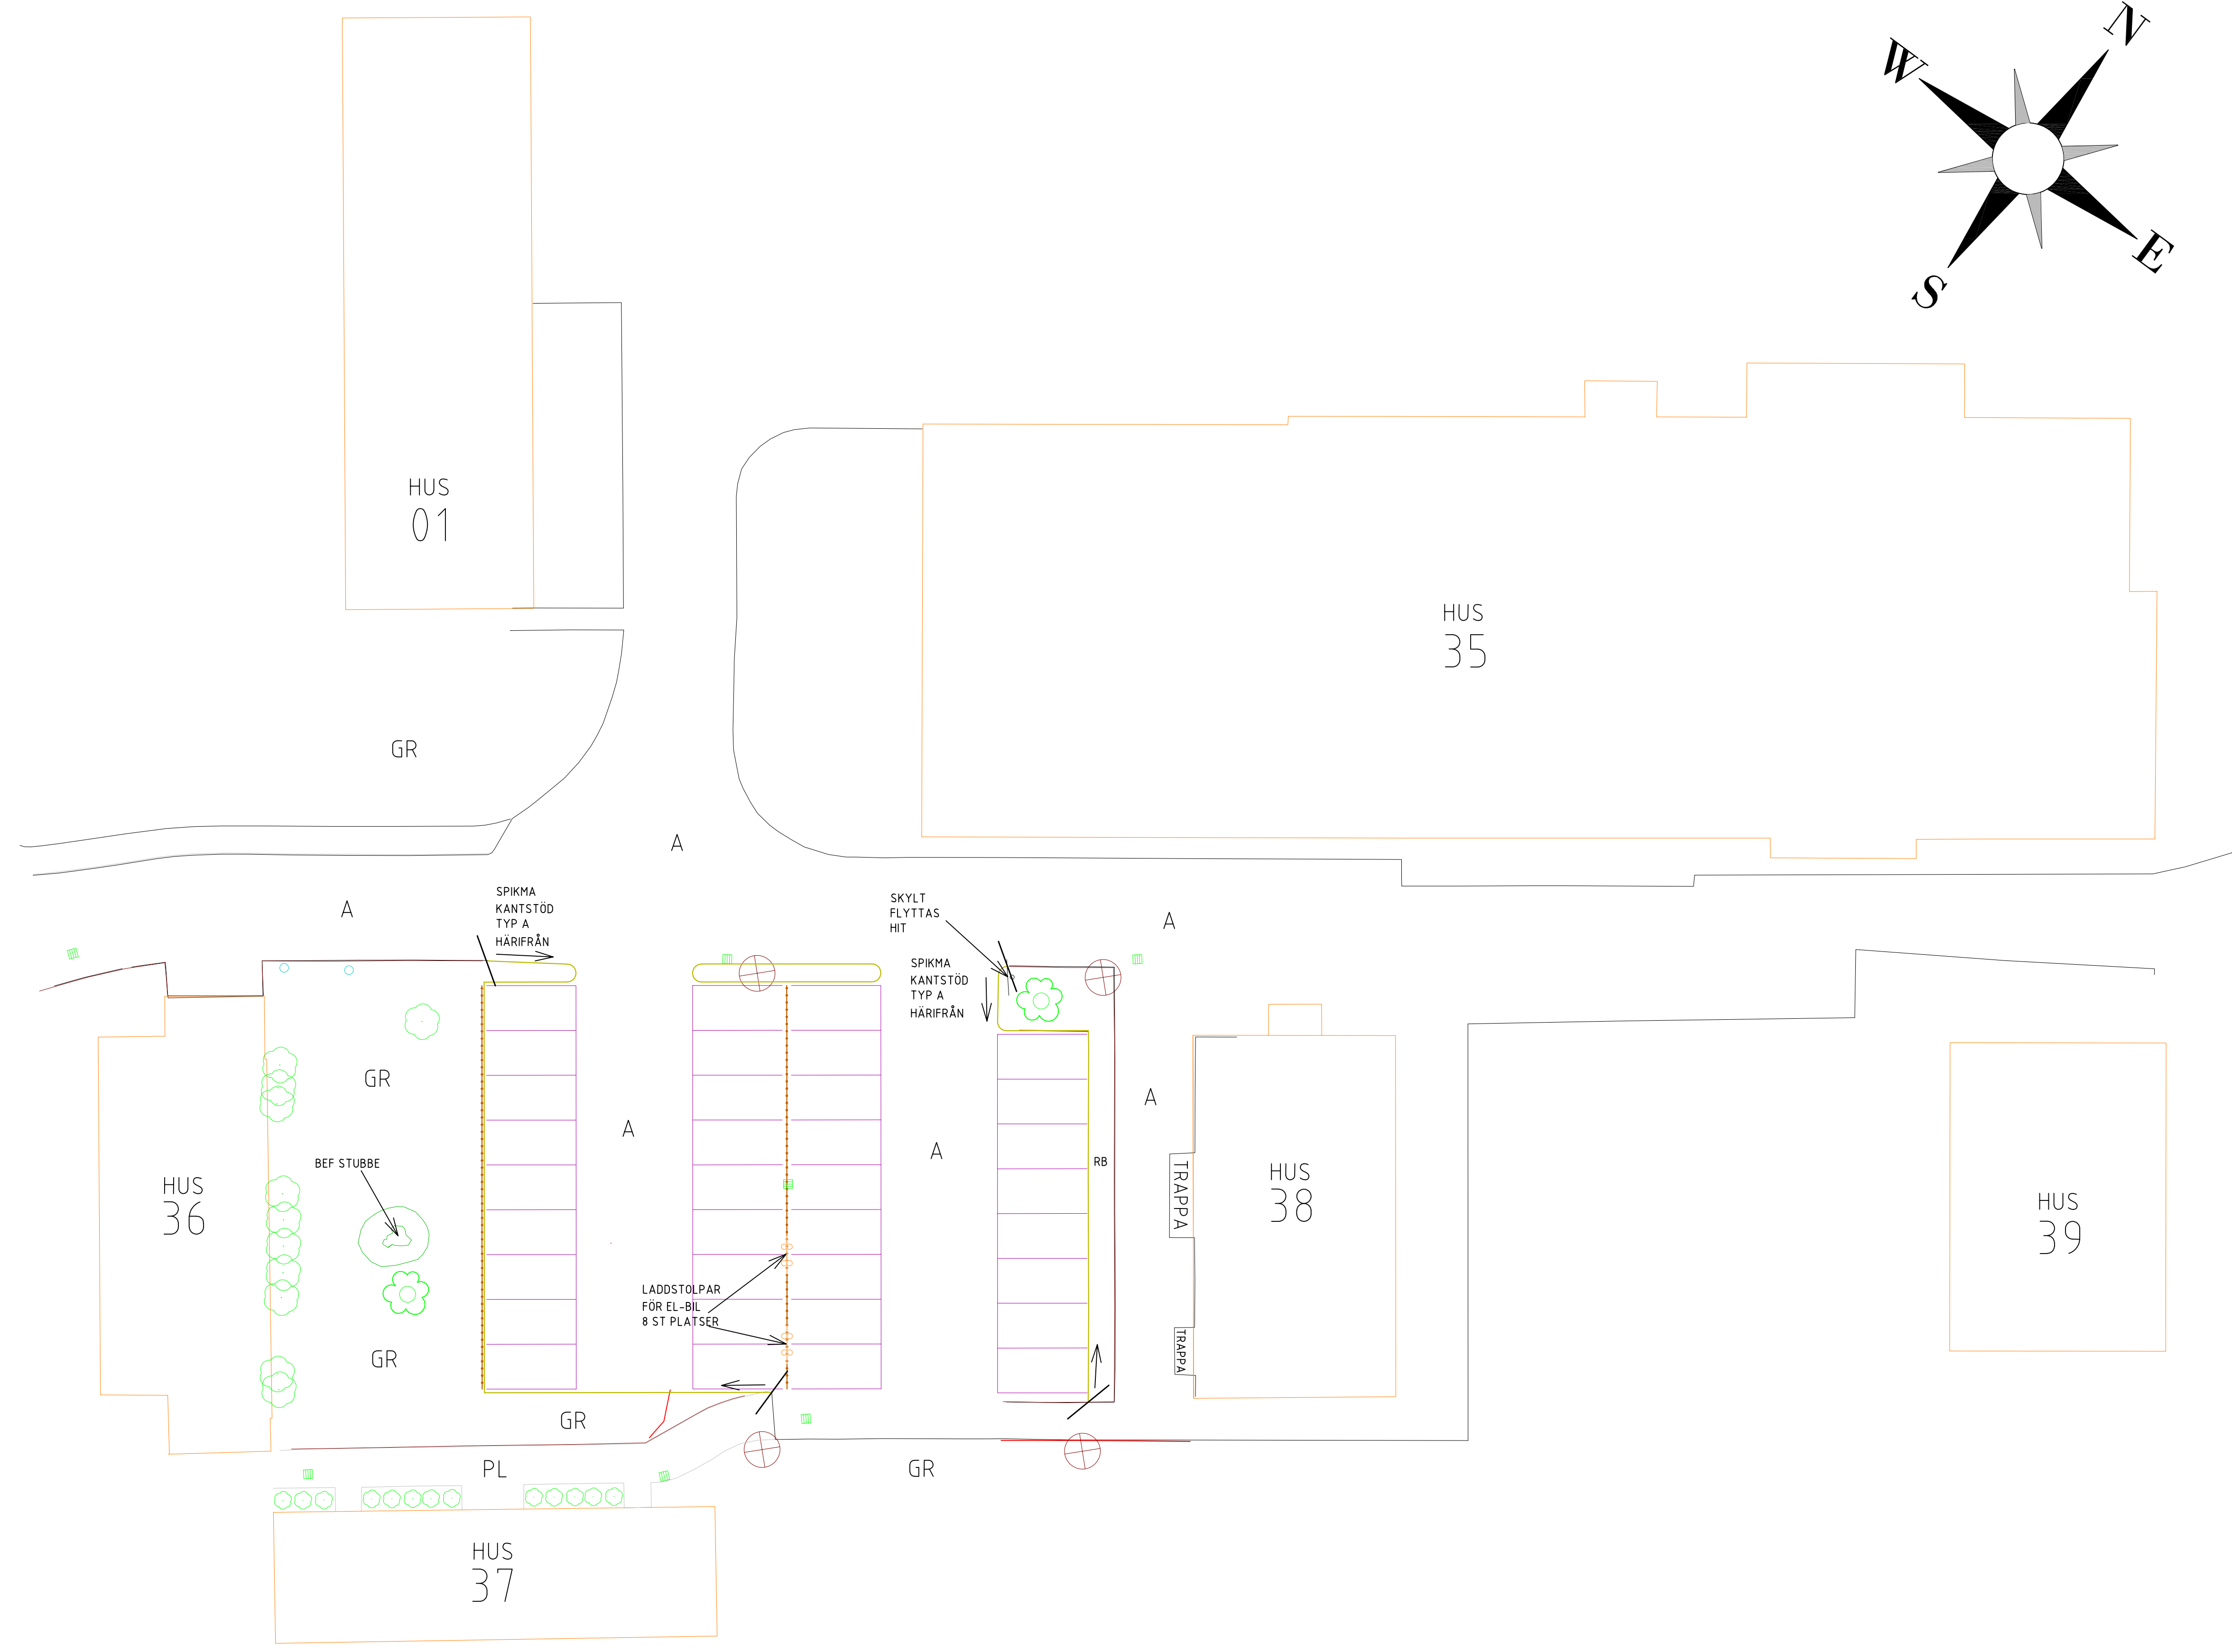 N
W
E
S
HUS
01
HUS
35
GR
A
SPIKMA
KANTSTÖD
TYP A
HÄRIFRÅN
SKYLT
FLYTTAS
HIT
A
A
SPIKMA
KANTSTÖD
TYP A
HÄRIFRÅN
GR
A
A
A
BEF STUBBE
RB
TRAPPA
HUS
36
HUS
38
HUS
39
LADDSTOLPAR
FÖR EL-BIL
8 ST PLATSER
TRAPPA
GR
GR
PL
GR
HUS
37